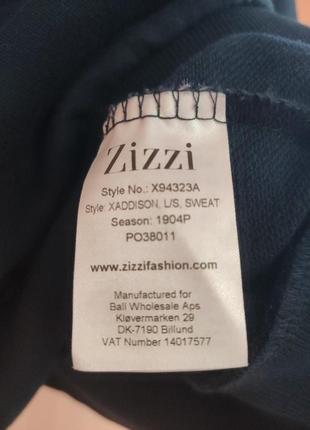 Zizzi
Style No.: X94323A
Style: XADDISON, L/S, SWEAT
Season: 1904P
PO38011
www.zizzifashion.com
Manufactured for
Bali Wholesale Aps
Kløvermarken 29
DK-7190 Billund
VAT Number 14017577